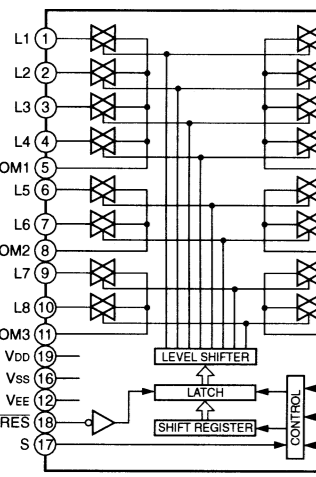 L1 1
L2 2
L3 3
L4 4
OM1 5
L5 6
L6 7
OM2 8
L7 9
L8 10
OM3 11
VDD 19
LEVEL SHIFTER
VSS 16
VEE 12
LATCH
RES 18
SHIFT REGISTER
S 17
CONTROL